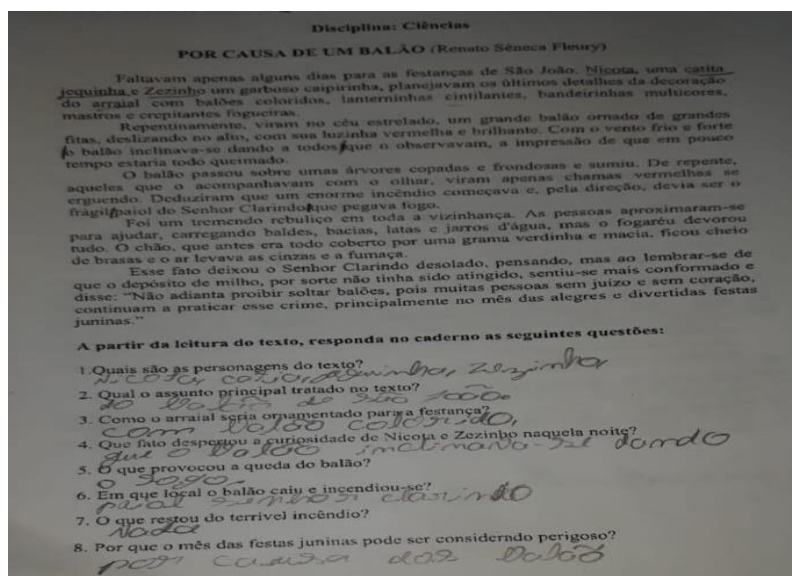 Disciplina: Ciências
POR CAUSA DE UM BALÃO (Renato Sêneca Fleury)
Faltavam apenas alguns dias para as festanças de São João. Nicota, uma catita
jequinha e Zezinho um garboso caipirinha, planejavam os últimos detalhes da decoração
do arraial com balões coloridos, lanterninhas cintilantes, bandeirinhas multicores,
mastros e crepitantes fogueiras.
Repentinamente, viram no céu estrelado, um grande balão ornado de grandes
fitas, deslizando no alto, com sua luzinha vermelha e brilhante. Com o vento frio e forte
o balão inclinava-se dando a todos que o observavam, a impressão de que em pouco
tempo estaria todo queimado.
O balão passou sobre umas árvores copadas e frondosas e sumiu. De repente,
aqueles que o acompanhavam com o olhar, viram apenas chamas vermelhas se
erguendo. Deduziram que um enorme incêndio começava e, pela direção, devia ser o
frágil paiol do Senhor Clarindo que pegava fogo.
Foi um tremendo rebuliço em toda a vizinhança. As pessoas aproximaram-se
para ajudar, carregando baldes, bacias, latas e jarros d'água, mas o fogaréu devorou
tudo. O chão, que antes era todo coberto por uma grama verdinha e macia, ficou cheio
de brasas e o ar levava as cinzas e a fumaça.
Esse fato deixou o Senhor Clarindo desolado, pensando, mas ao lembrar-se de
que o depósito de milho, por sorte não tinha sido atingido, sentiu-se mais conformado e
disse: "Não adianta proibir soltar balões, pois muitas pessoas sem juízo e sem coração,
continuam a praticar esse crime, principalmente no mês das alegres e divertidas festas
juninas."
A partir da leitura do texto, responda no caderno as seguintes questões:
1.Quais são as personagens do texto?
Nicota, Zezinho
2. Qual o assunto principal tratado no texto?
de são João
3. Como o arraial seria ornamentado para a festança?
com balão colorido,
4. Que fato despertou a curiosidade de Nicota e Zezinho naquela noite?
que o balão inclinava-se dando
5. O que provocou a queda do balão?
O fogo
6. Em que local o balão caiu e incendiou-se?
paial senhor clarindo
7. O que restou do terrível incêndio?
Nada
8. Por que o mês das festas juninas pode ser considerado perigoso?
por causa dos balão